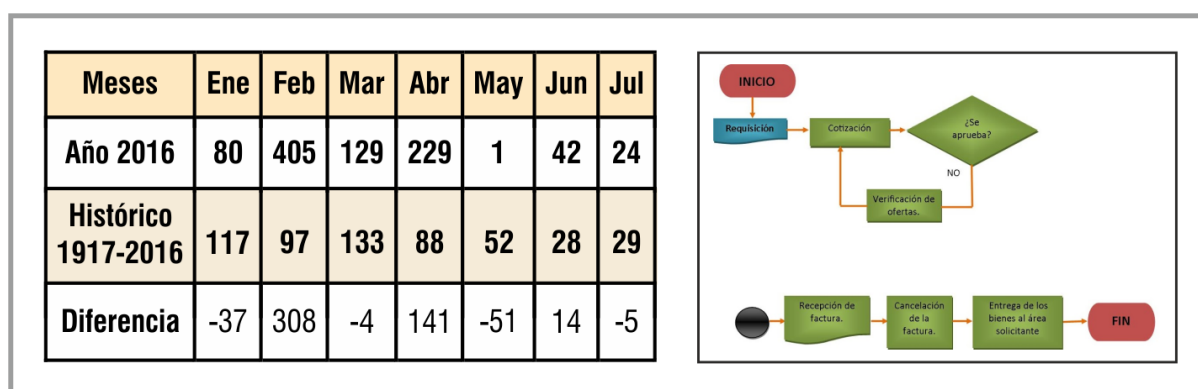 Meses Ene Feb Mar Abr May Jun Jul
Año 2016 80 405 129 229 1 42 24
Histórico
1917-2016 117 97 133 88 52 28 29
Diferencia -37 308 -4 141 -51 14 -5
INICIO
Requisición
Cotización
¿Se
aprueba?
NO
Verificación de
ofertas.
Recepción de
factura.
Cancelación
de la
factura.
Entrega de los
bienes al área
solicitante
FIN